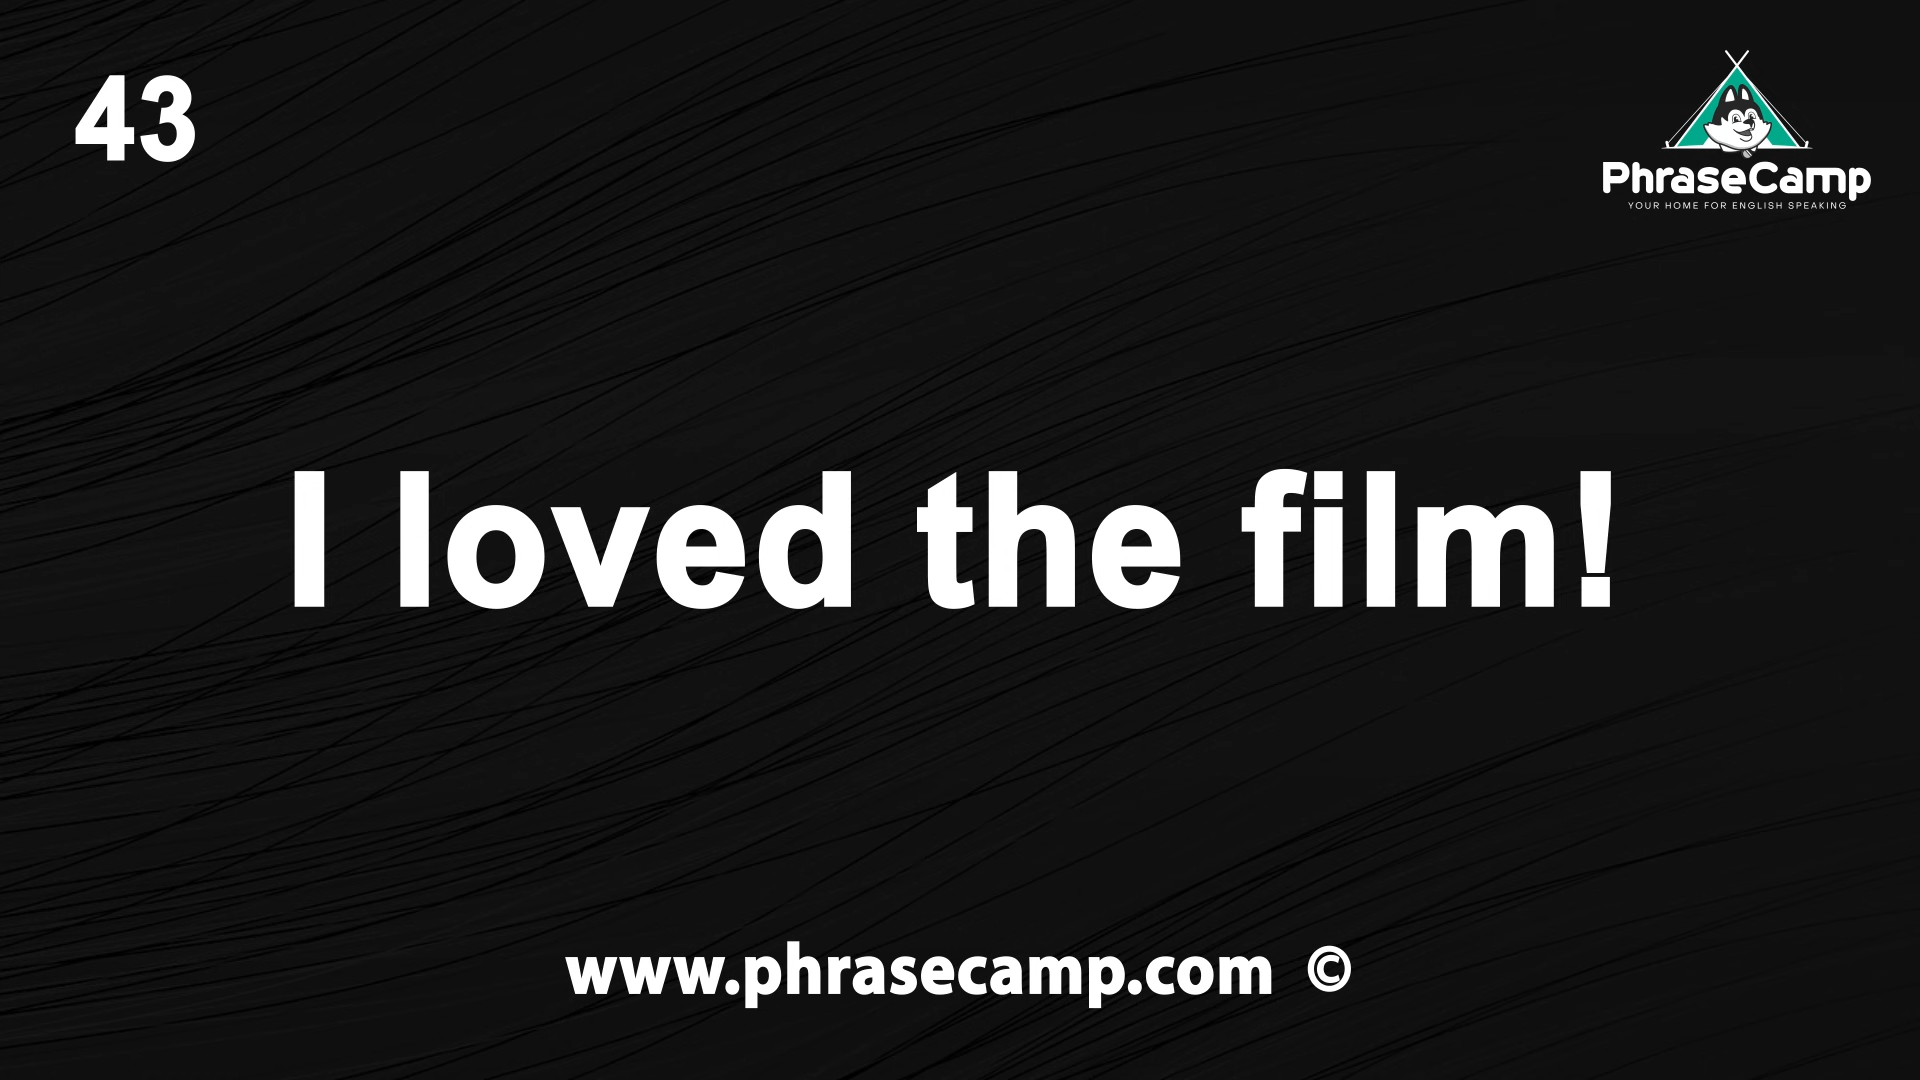 43
PhraseCamp
YOUR HOME FOR ENGLISH SPEAKING
I loved the film!
www.phrasecamp.com ©